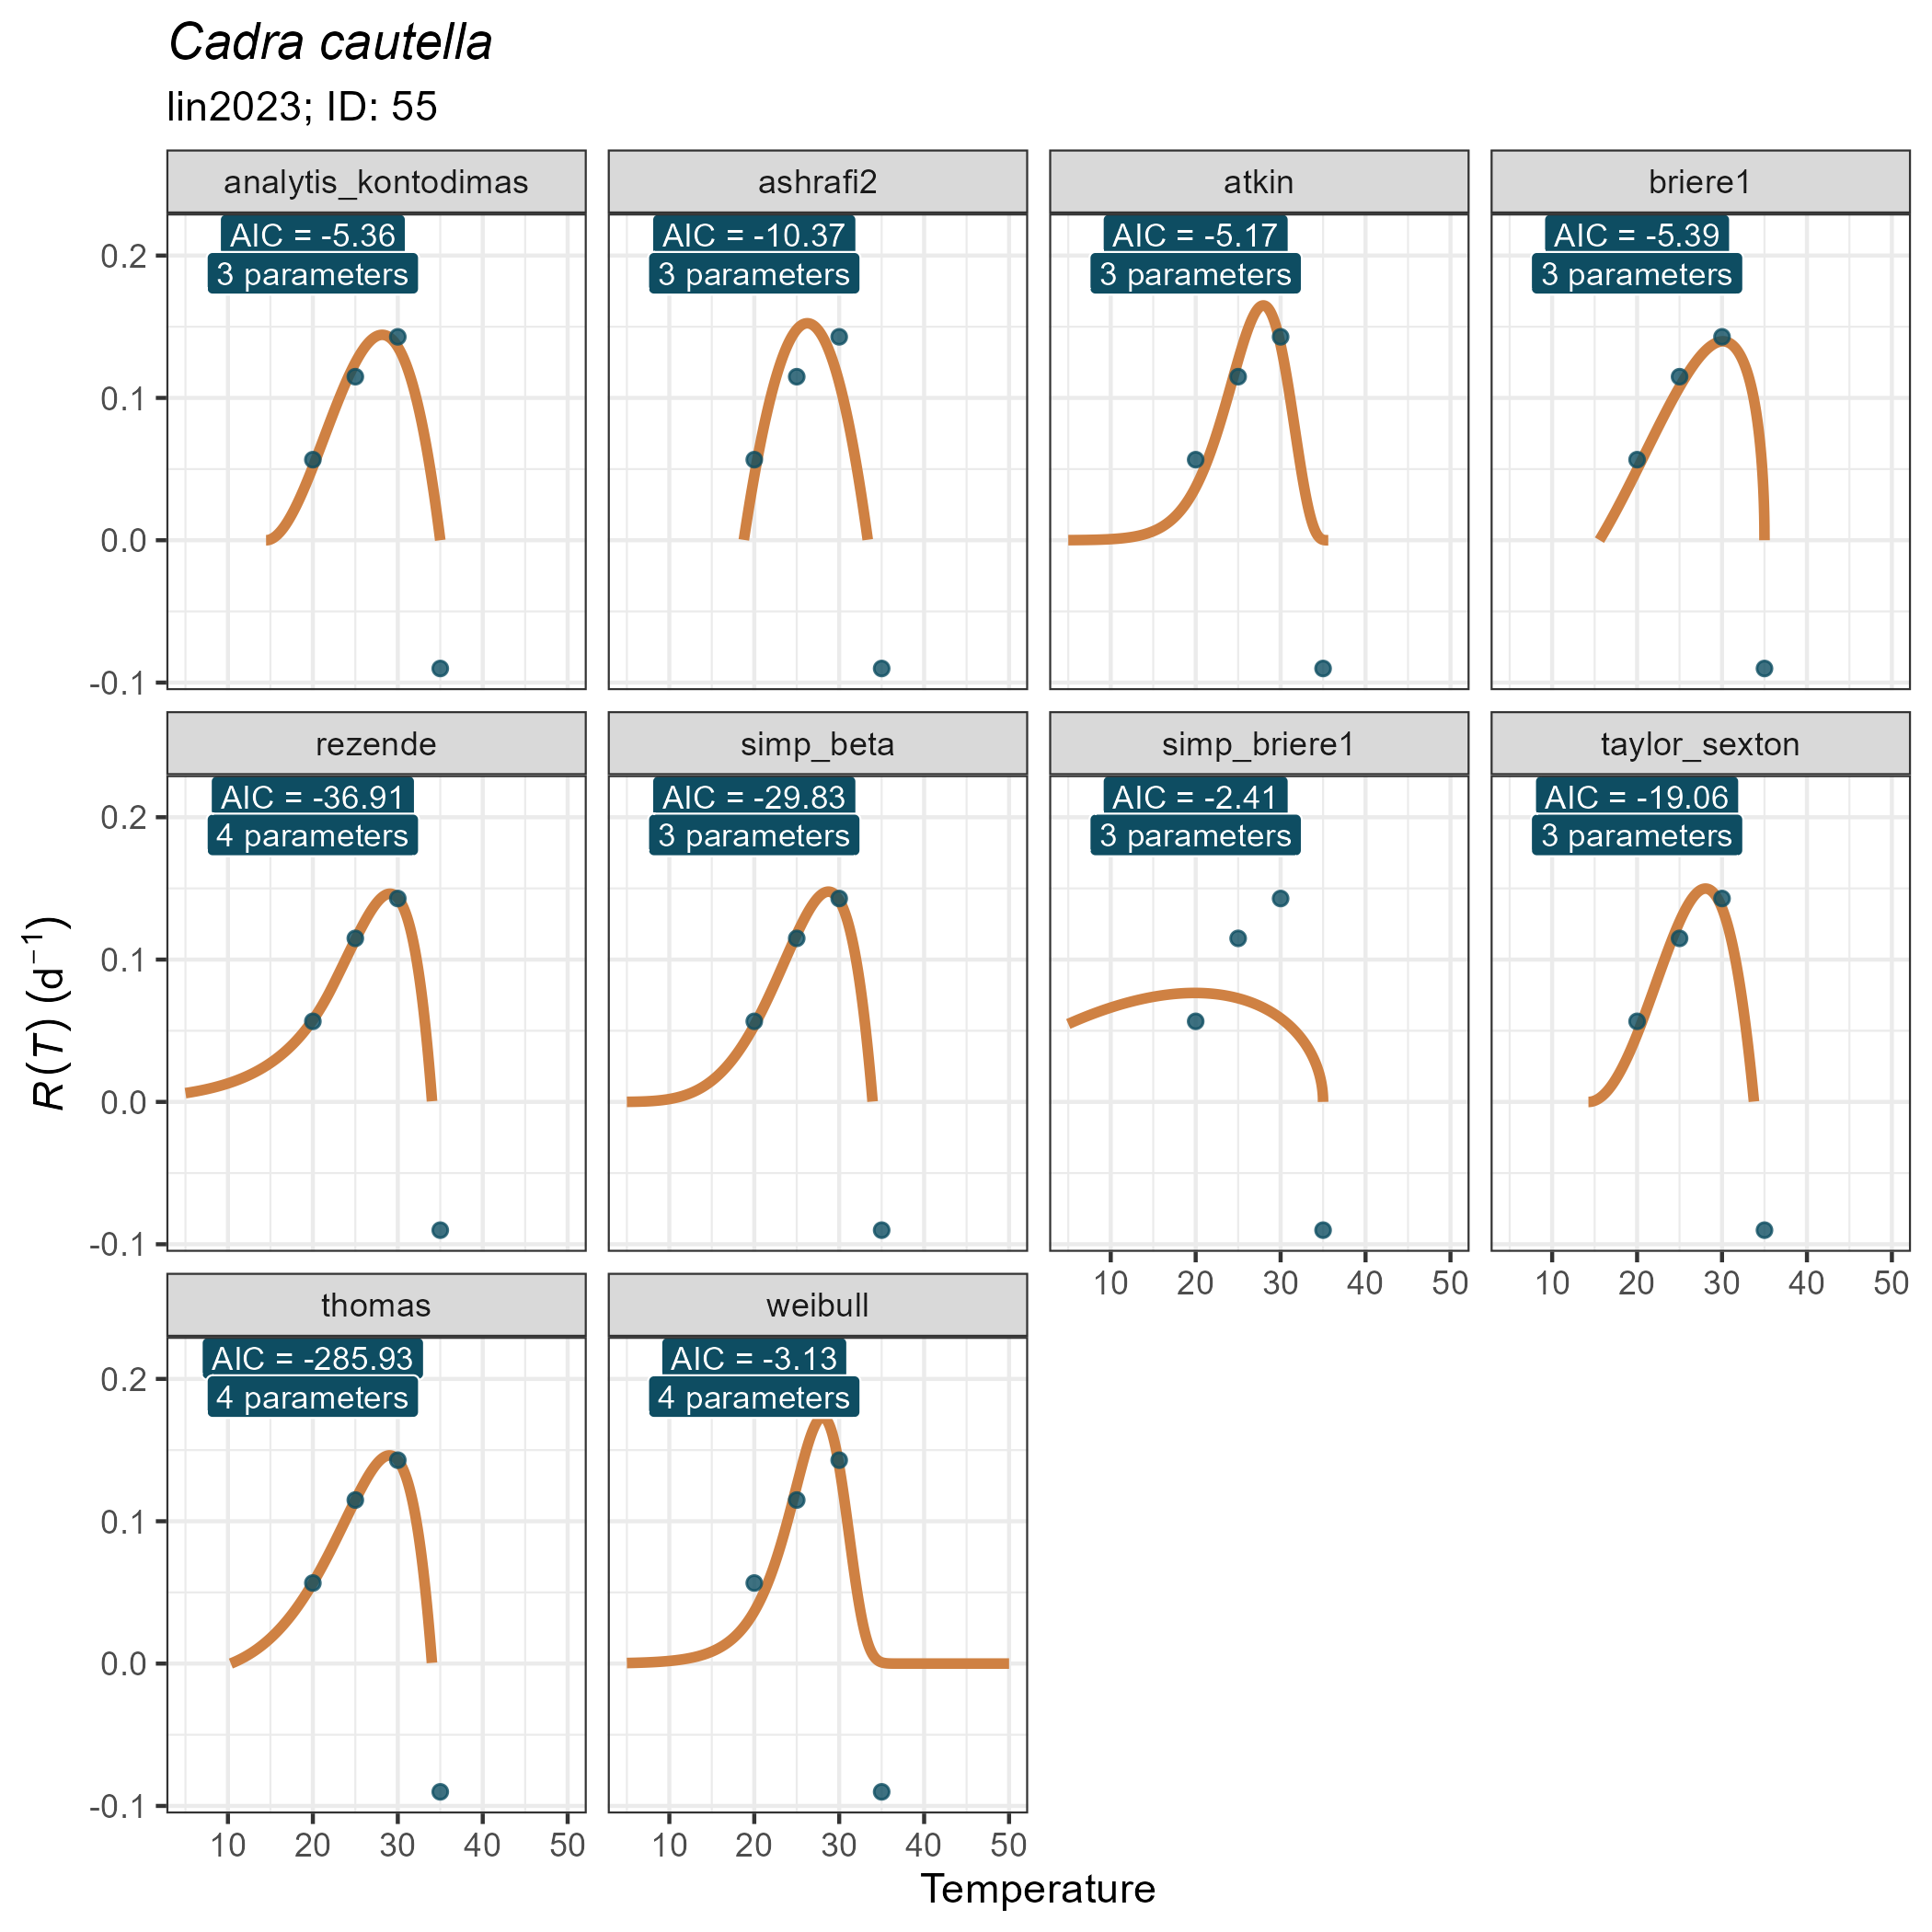 Cadra cautella
lin2023; ID: 55
analytis_kontodimas
ashrafi2
atkin
briere1
AIC = -5.36
3 parameters
AIC = -10.37
3 parameters
AIC = -5.17
3 parameters
AIC = -5.39
3 parameters
0.2
0.1
0.0
-0.1
rezende
simp_beta
simp_briere1
taylor_sexton
AIC = -36.91
4 parameters
AIC = -29.83
3 parameters
AIC = -2.41
3 parameters
AIC = -19.06
3 parameters
0.2
0.1
0.0
-0.1
10 20 30 40 50
10 20 30 40 50
thomas
weibull
AIC = -285.93
4 parameters
AIC = -3.13
4 parameters
0.2
0.1
0.0
-0.1
10 20 30 40 50
10 20 30 40 50
Temperature
R(T) (d⁻¹)